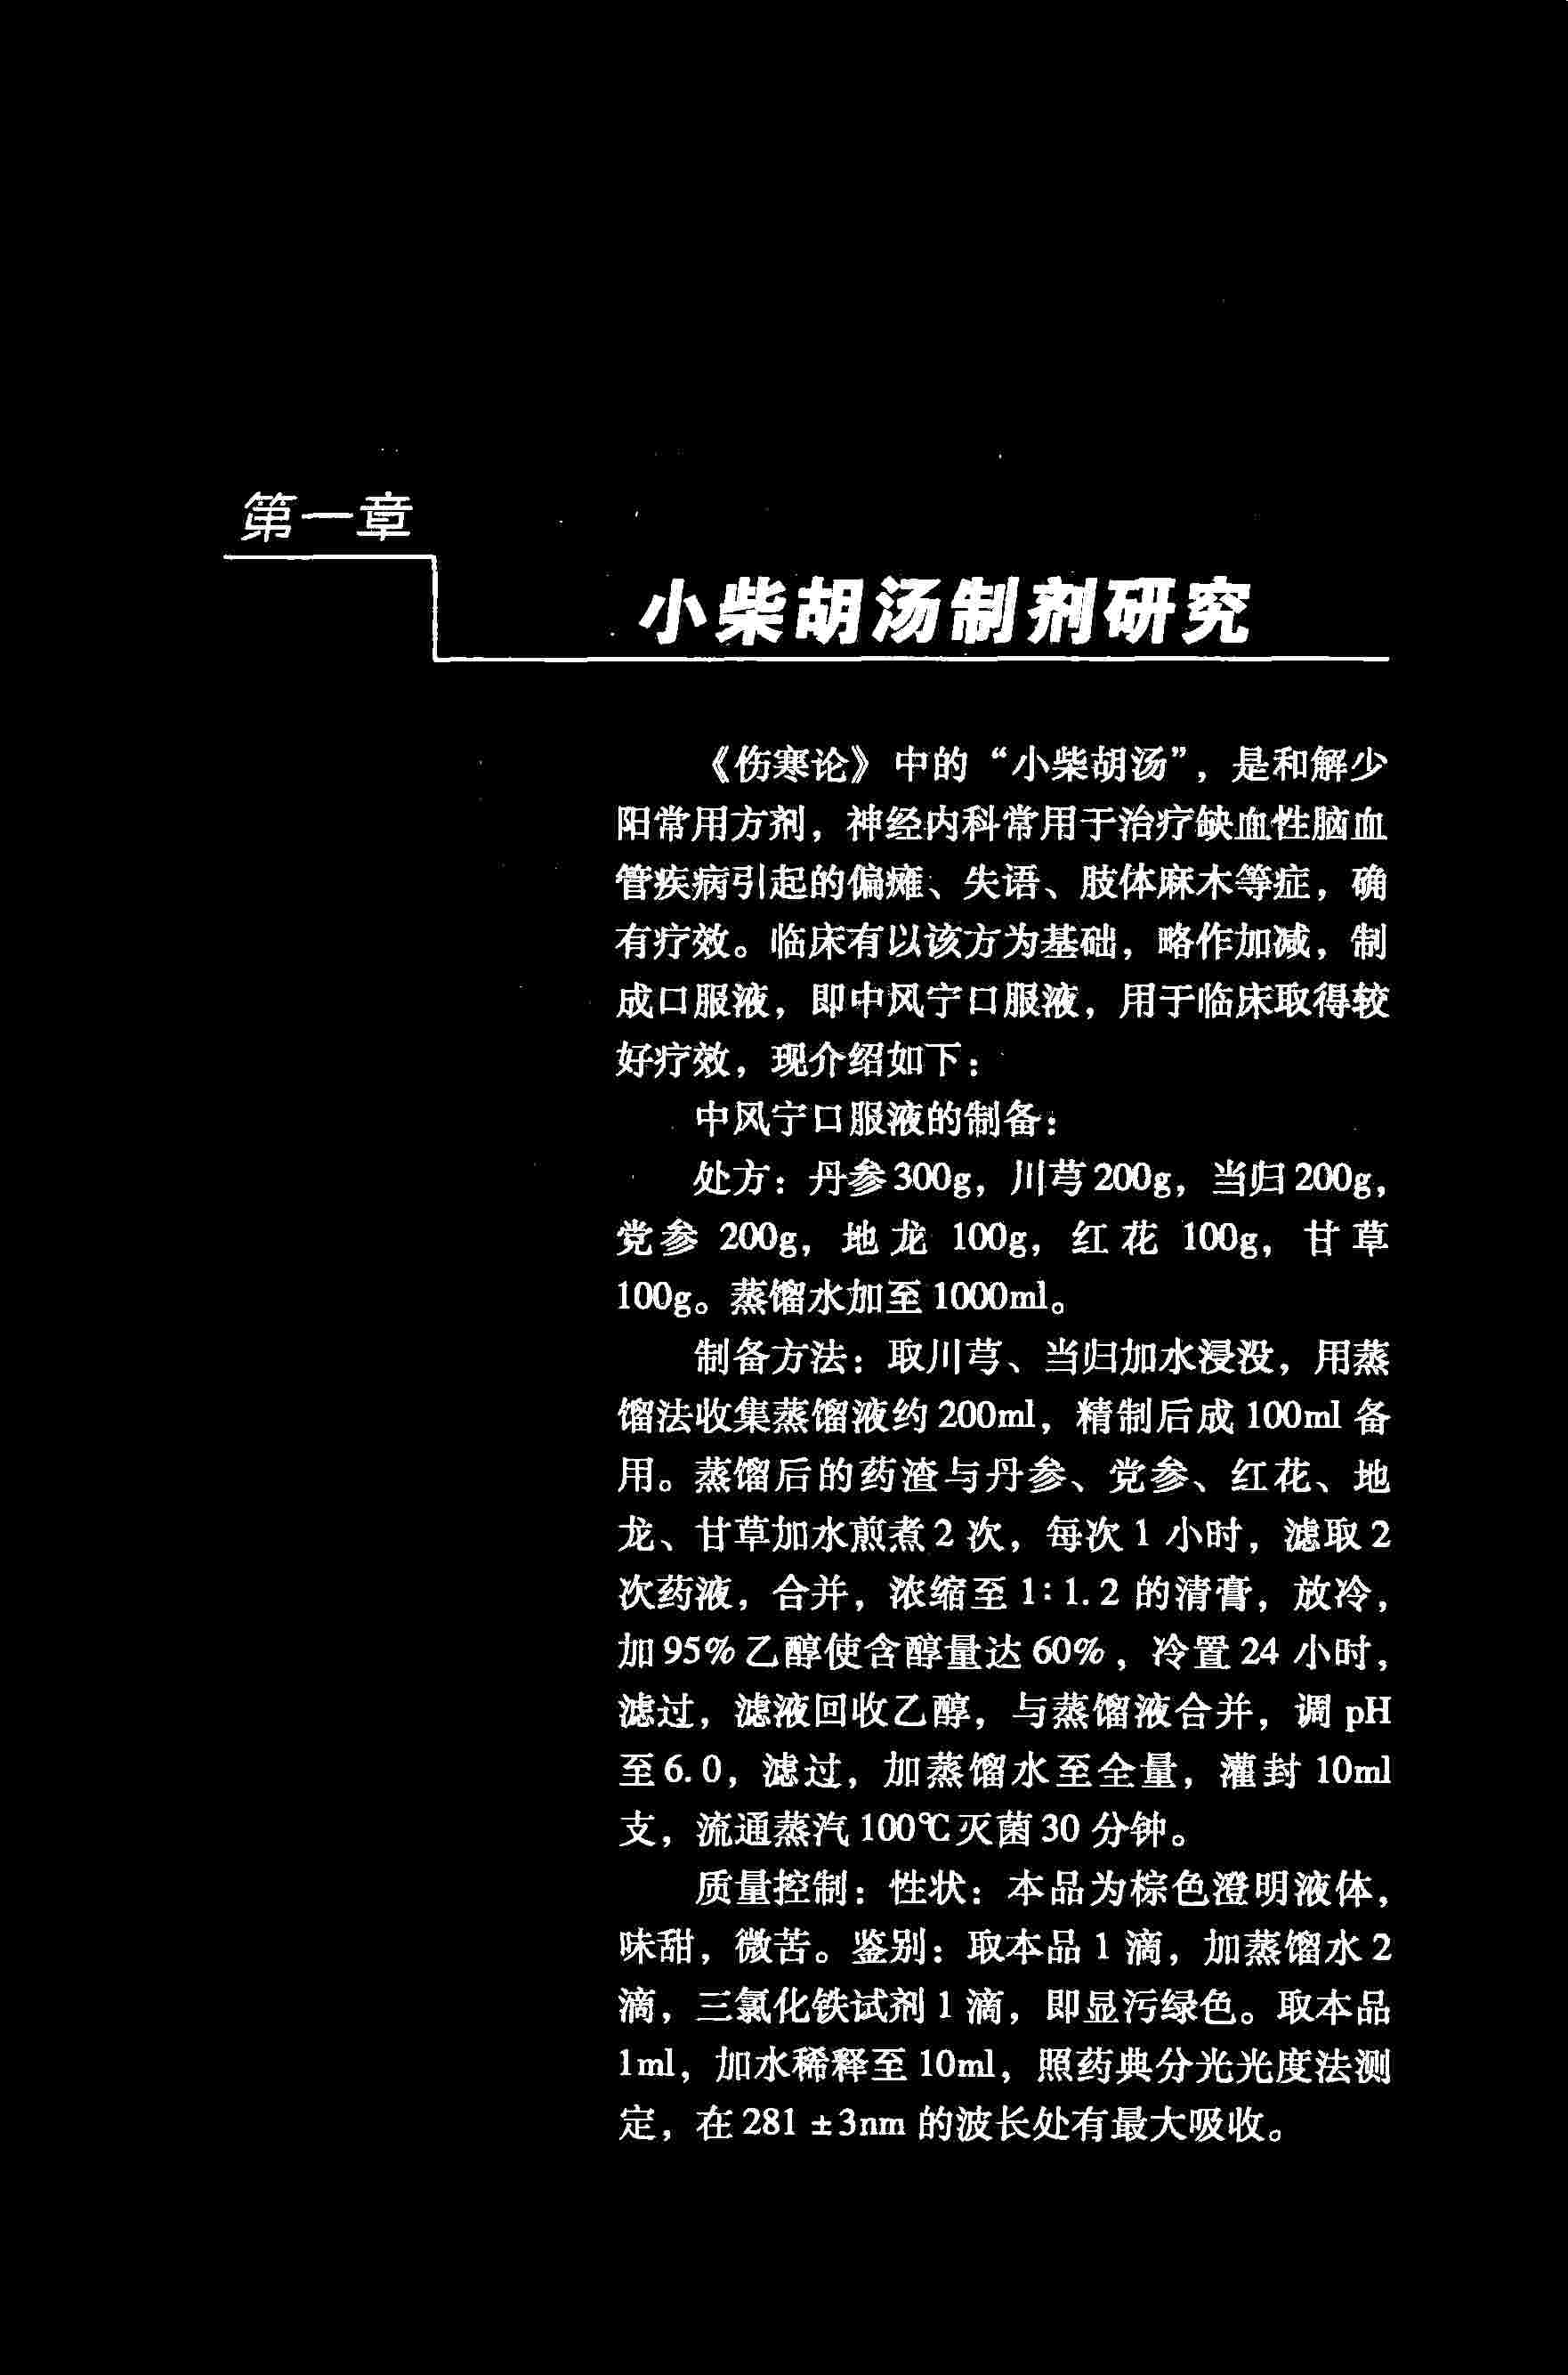 第一章
小柴胡汤制剂研究
《伤寒论》中的“小柴胡汤”，是和解少
阳常用方剂，神经内科常用于治疗缺血性脑血
管疾病引起的偏瘫、失语、肢体麻木等症，确
有疗效。临床有以该方为基础，略作加减，制
成口服液，即中风宁口服液，用于临床取得较
好疗效，现介绍如下：
中风宁口服液的制备：
处方：丹参300g，川芎200g，当归200g，
党参 200g，地龙 100g，红花 100g，甘草
100g。蒸馏水加至1000ml。
制备方法：取川芎、当归加水浸没，用蒸
馏法收集蒸馏液约200ml，精制后成100ml备
用。蒸馏后的药渣与丹参、党参、红花、地
龙、甘草加水煎煮2次，每次1小时，滤取2
次药液，合并，浓缩至1:1.2的清膏，放冷，
加95%乙醇使含醇量达60%，冷置24小时，
滤过，滤液回收乙醇，与蒸馏液合并，调pH
至6.0，滤过，加蒸馏水至全量，灌封10ml
支，流通蒸汽100℃灭菌30分钟。
质量控制：性状：本品为棕色澄明液体，
味甜，微苦。鉴别：取本品1滴，加蒸馏水2
滴，三氯化铁试剂1滴，即显污绿色。取本品
1ml，加水稀释至10ml，照药典分光光度法测
定，在281±3nm的波长处有最大吸收。